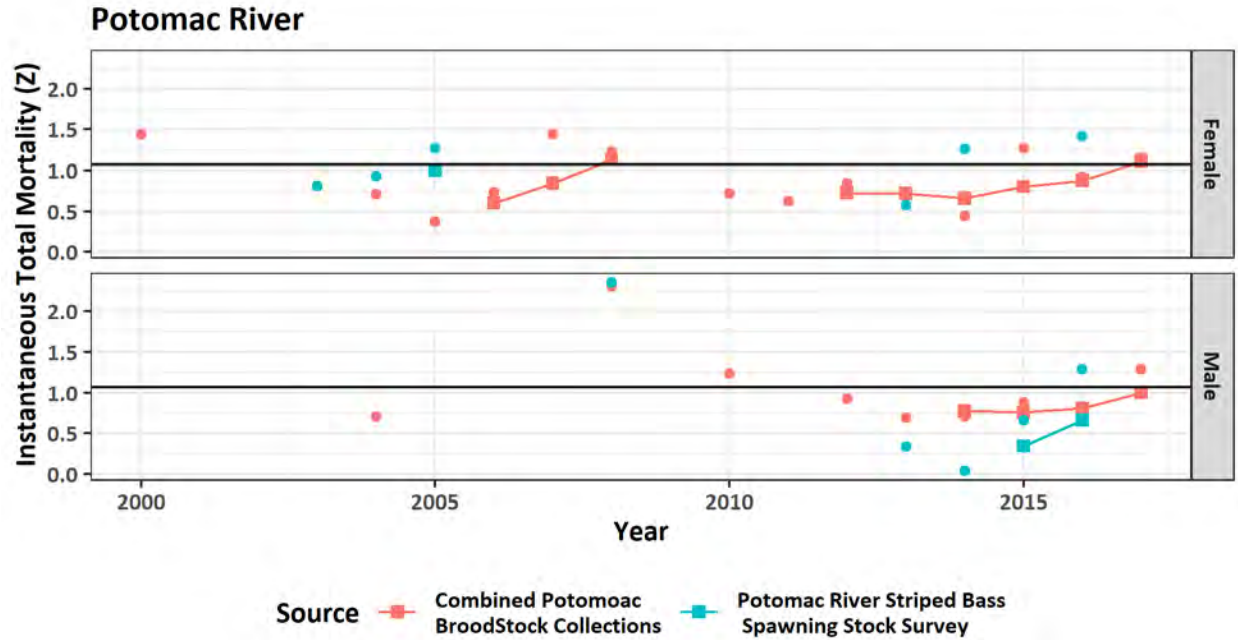 Potomac River
Instantaneous Total Mortality (Z)
2.0
1.5
1.0
0.5
0.0
Female
2.0
1.5
1.0
0.5
0.0
Male
2000 2005 2010 2015
Year
Source
Combined Potomoac
BroodStock Collections
Potomac River Striped Bass
Spawning Stock Survey